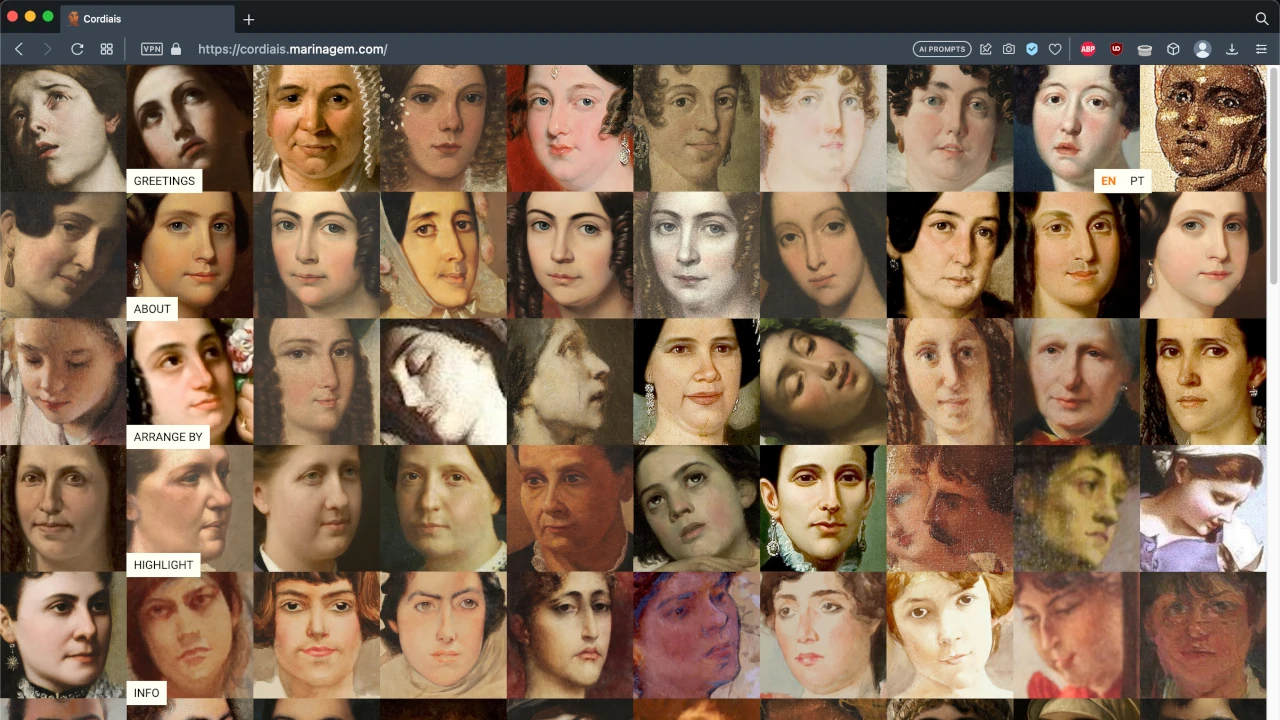 Cordiais
VPN
https://cordiais.marinagem.com/
AI PROMPTS
ABP
UD
GREETINGS
EN PT
ABOUT
ARRANGE BY
HIGHLIGHT
INFO